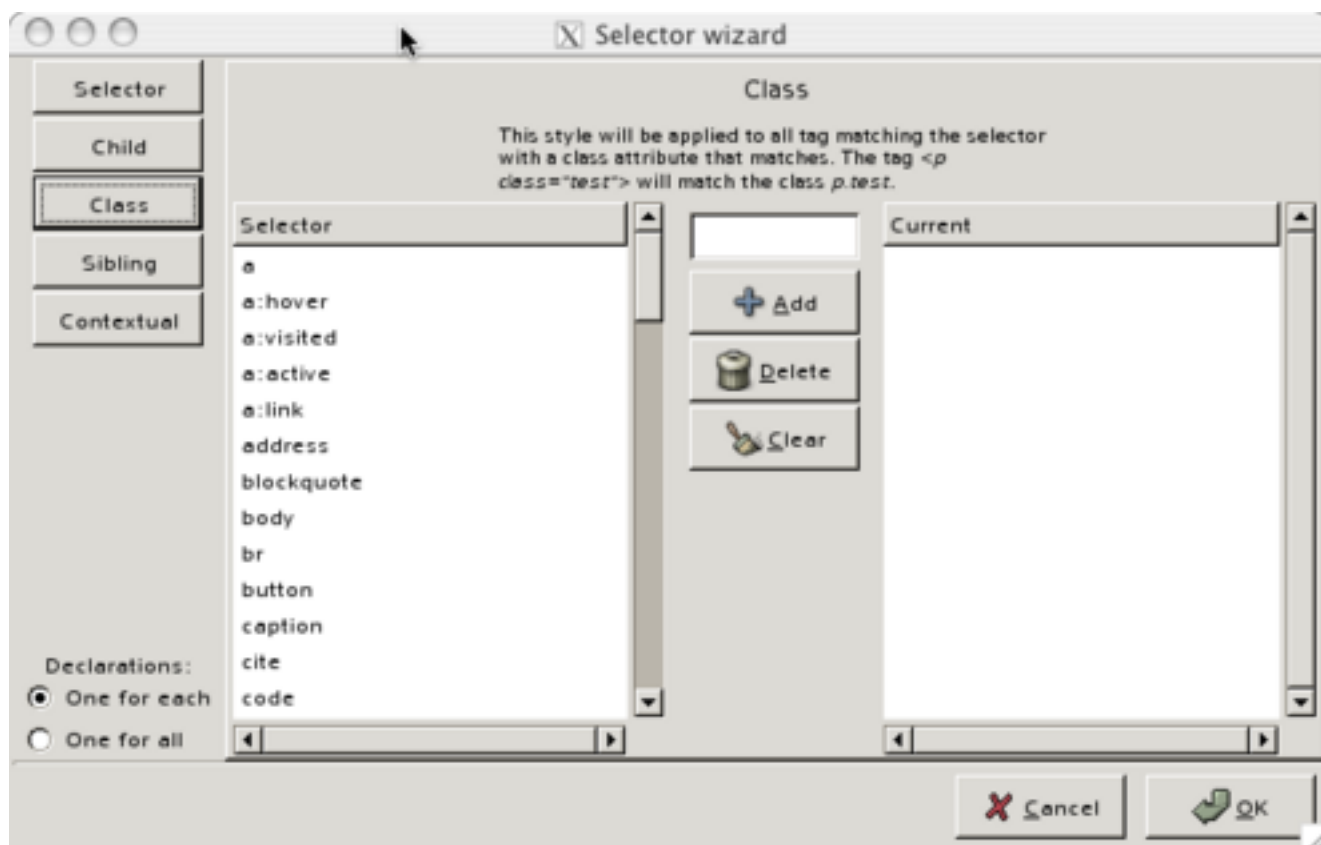 Selector wizard
Selector
Child
Class
Sibling
Contextual
Declarations:
One for each
One for all
Class
This style will be applied to all tag matching the selector
with a class attribute that matches. The tag <p
class="test"> will match the class p.test.
Selector
a
a:hover
a:visited
a:active
a:link
address
blockquote
body
br
button
caption
cite
code
Add
Delete
Clear
Current
Cancel
OK